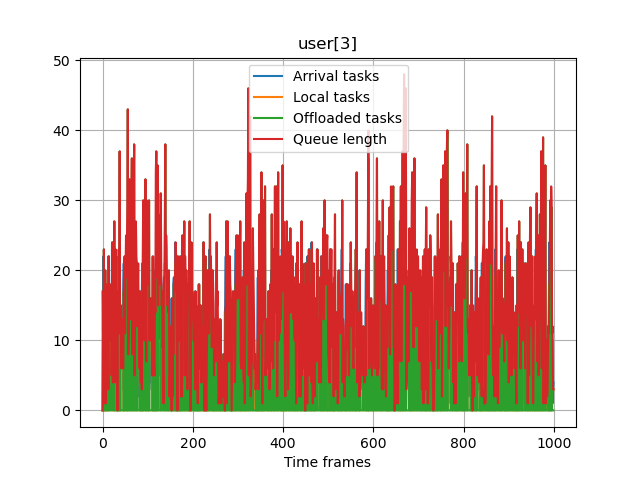 user[3]
50
40
30
20
10
0
Arrival tasks
Local tasks
Offloaded tasks
Queue length
0 200 400 600 800 1000
Time frames